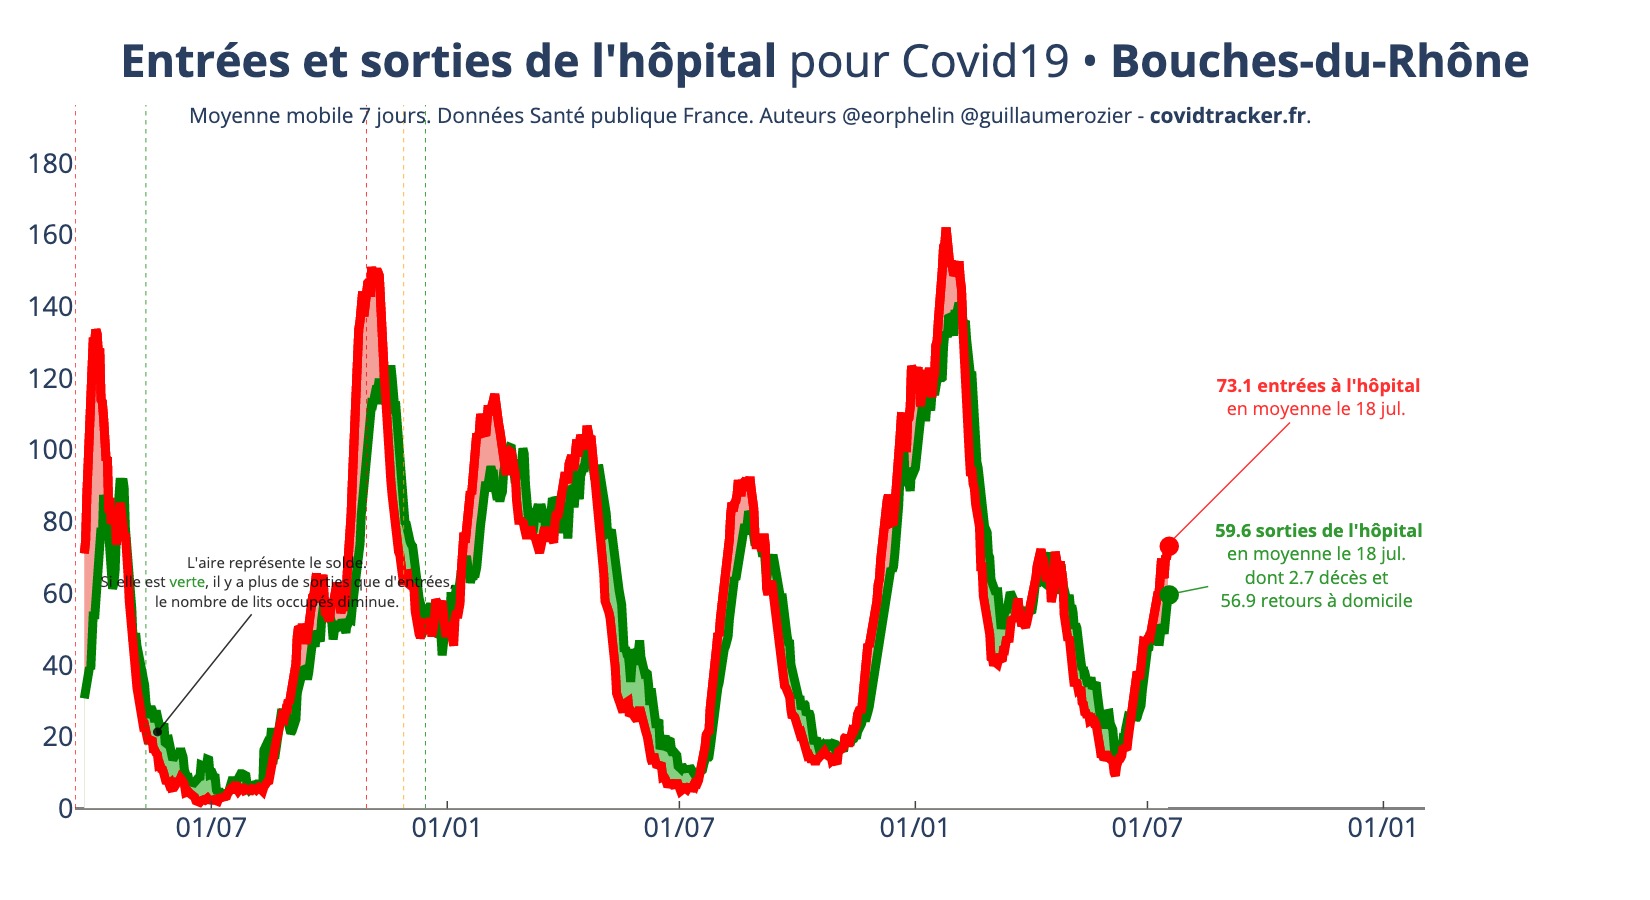 Entrées et sorties de l'hôpital pour Covid19 • Bouches-du-Rhône
Moyenne mobile 7 jours. Données Santé publique France. Auteurs @eorphelin @guillaumerozier - covidtracker.fr.
180
160
140
120
100
80
60
40
20
0
73.1 entrées à l'hôpital
en moyenne le 18 jul.
59.6 sorties de l'hôpital
en moyenne le 18 jul.
dont 2.7 décès et
56.9 retours à domicile
L'aire représente le solde.
Si elle est verte, il y a plus de sorties que d'entrées,
le nombre de lits occupés diminue.
01/07
01/01
01/07
01/01
01/07
01/01